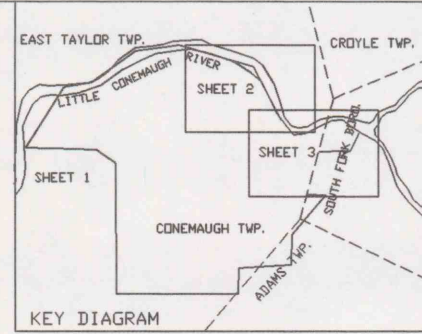 EAST TAYLOR TWP.
CROYLE TWP.
LITTLE CONEMAUGH RIVER
SHEET 2
SOUTH FORK BORO.
SHEET 3
SHEET 1
CONEMAUGH TWP.
ADAMS TWP.
KEY DIAGRAM